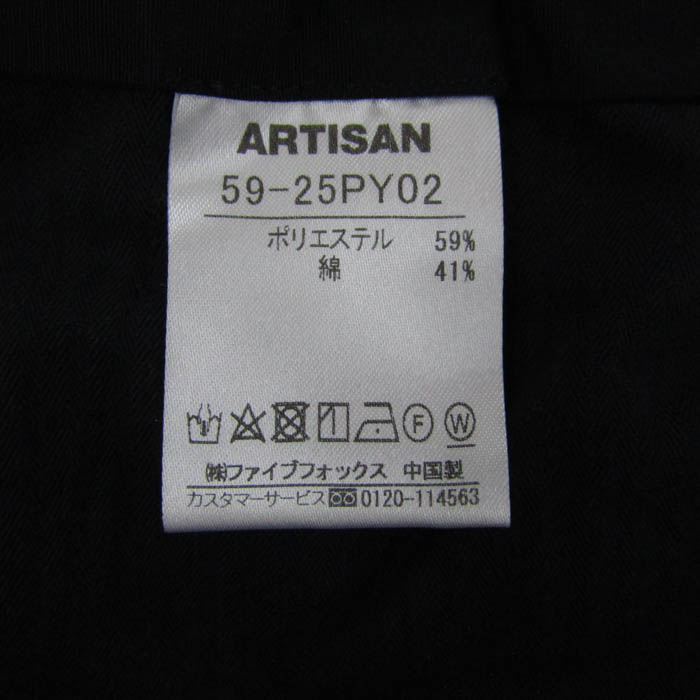 ARTISAN
59-25PY02
ポリエステル 59%
綿 41%
F W
㈱ファイブフォックス 中国製
カスタマーサービス 0120-114563